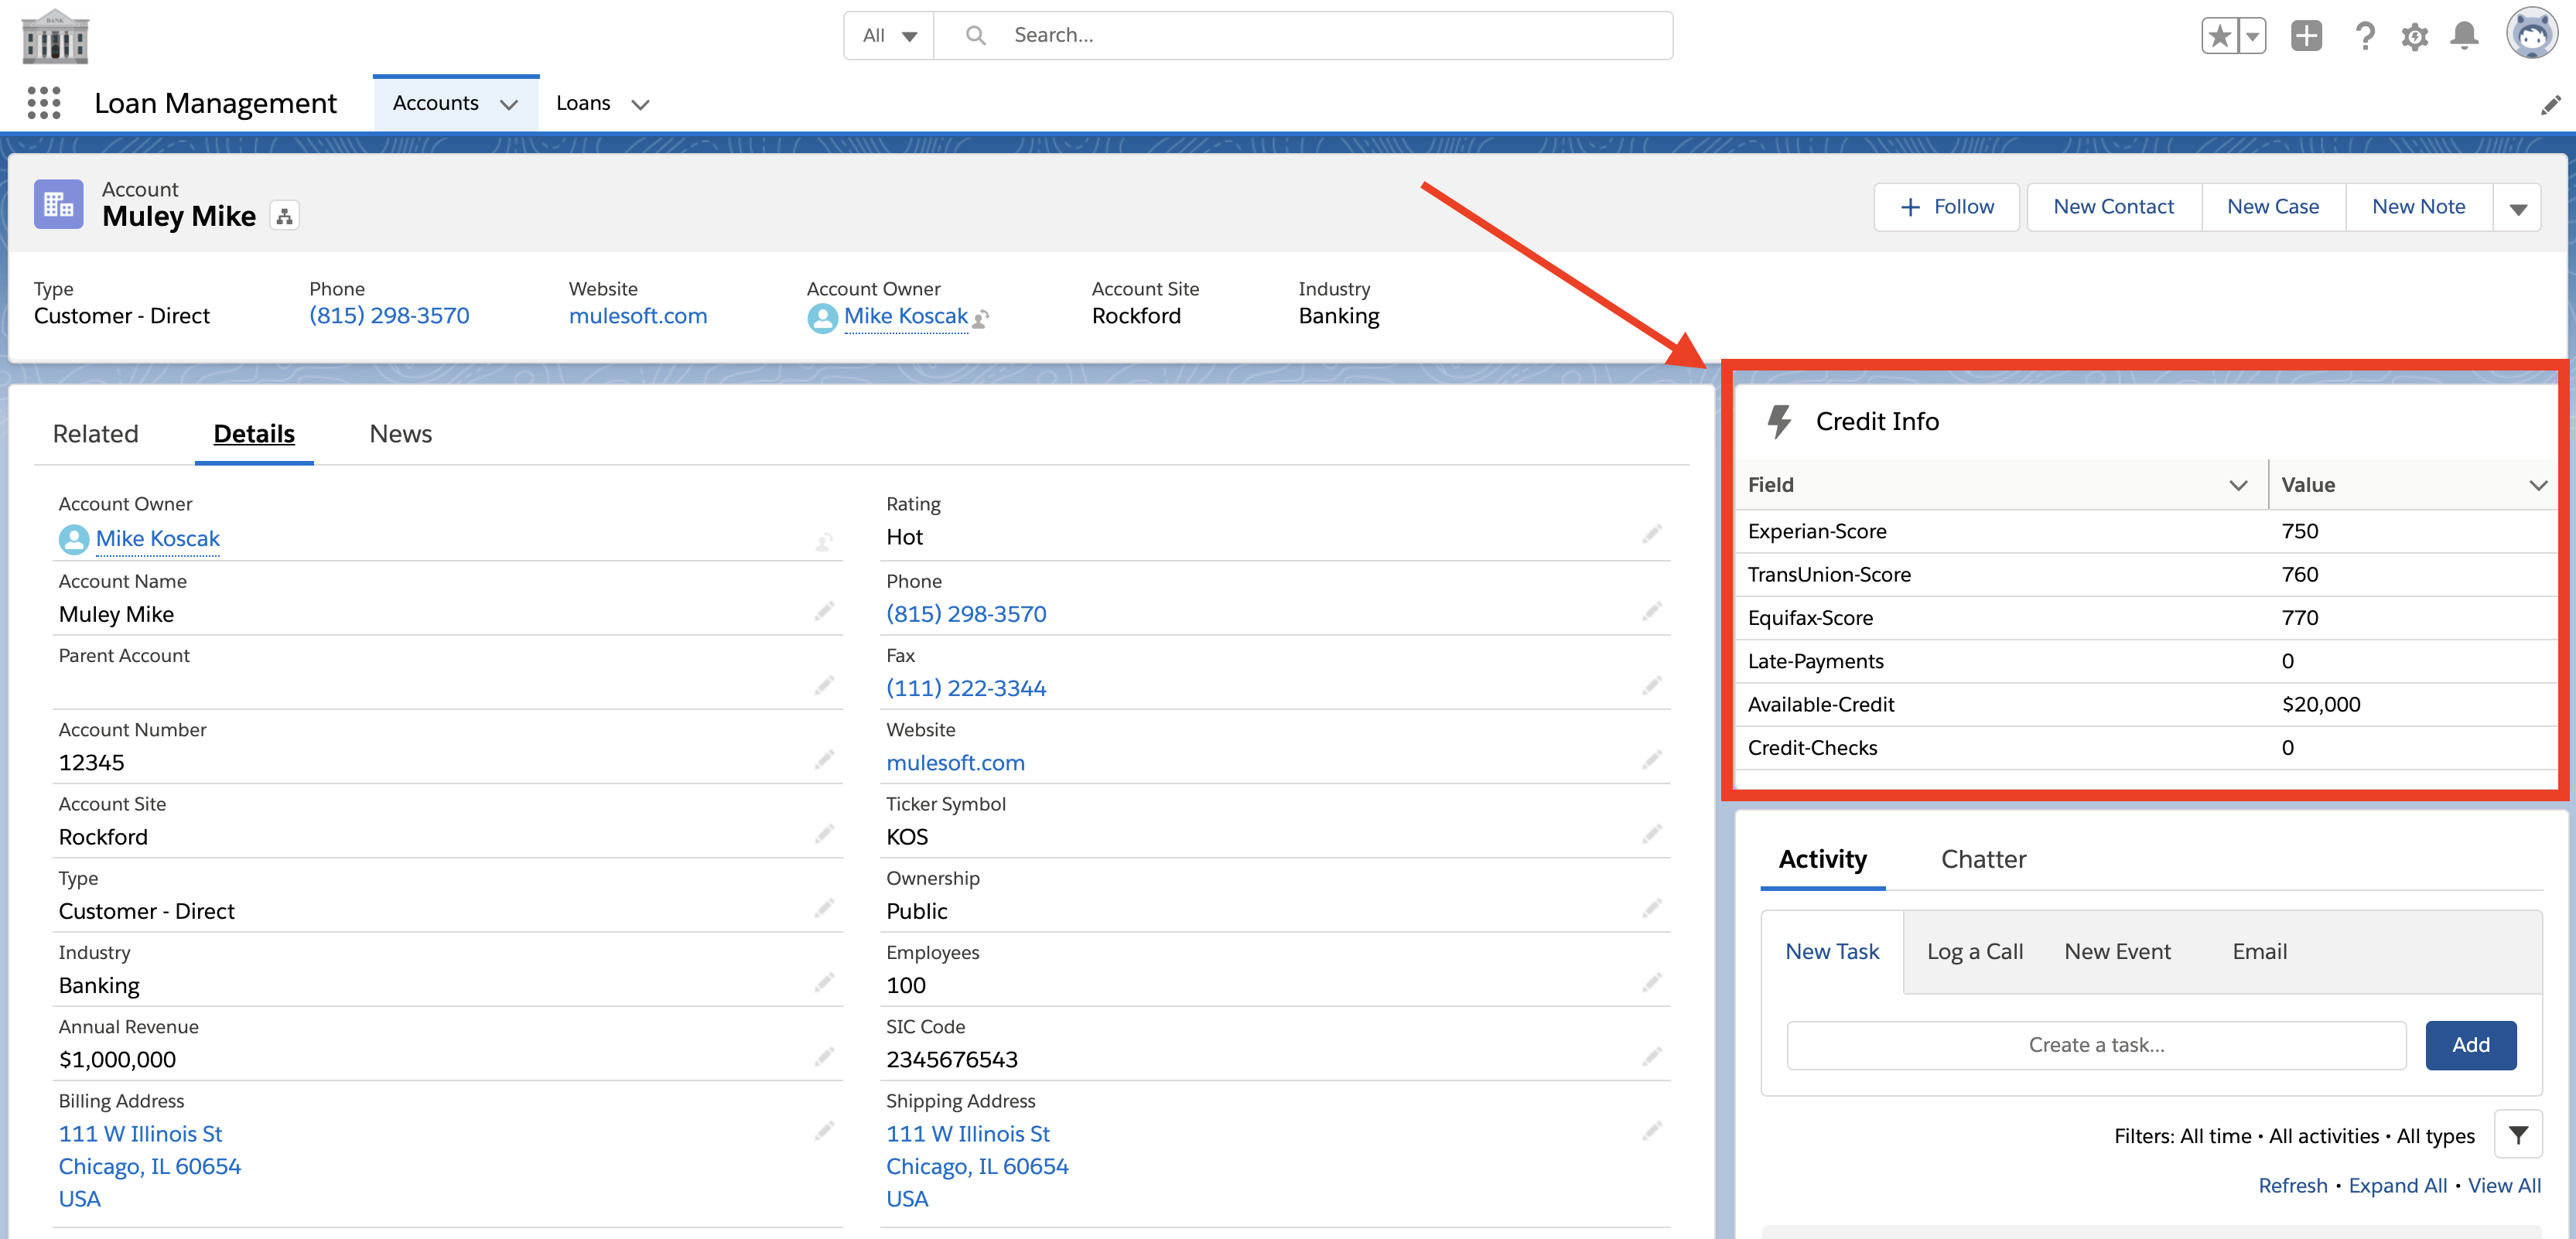 BANK
All
Search...
Loan Management
Accounts
Loans
Account
Muley Mike
Follow
New Contact
New Case
New Note
Type
Customer - Direct
Phone
(815) 298-3570
Website
mulesoft.com
Account Owner
Mike Koscak
Account Site
Rockford
Industry
Banking
Related
Details
News
Account Owner
Mike Koscak
Rating
Hot
Account Name
Muley Mike
Phone
(815) 298-3570
Parent Account
Fax
(111) 222-3344
Account Number
12345
Website
mulesoft.com
Account Site
Rockford
Ticker Symbol
KOS
Type
Customer - Direct
Ownership
Public
Industry
Banking
Employees
100
Annual Revenue
$1,000,000
SIC Code
2345676543
Billing Address
111 W Illinois St
Chicago, IL 60654
USA
Shipping Address
111 W Illinois St
Chicago, IL 60654
USA
Credit Info
Field Value
Experian-Score 750
TransUnion-Score 760
Equifax-Score 770
Late-Payments 0
Available-Credit $20,000
Credit-Checks 0
Activity
Chatter
New Task
Log a Call
New Event
Email
Create a task...
Add
Filters: All time • All activities • All types
Refresh • Expand All • View All